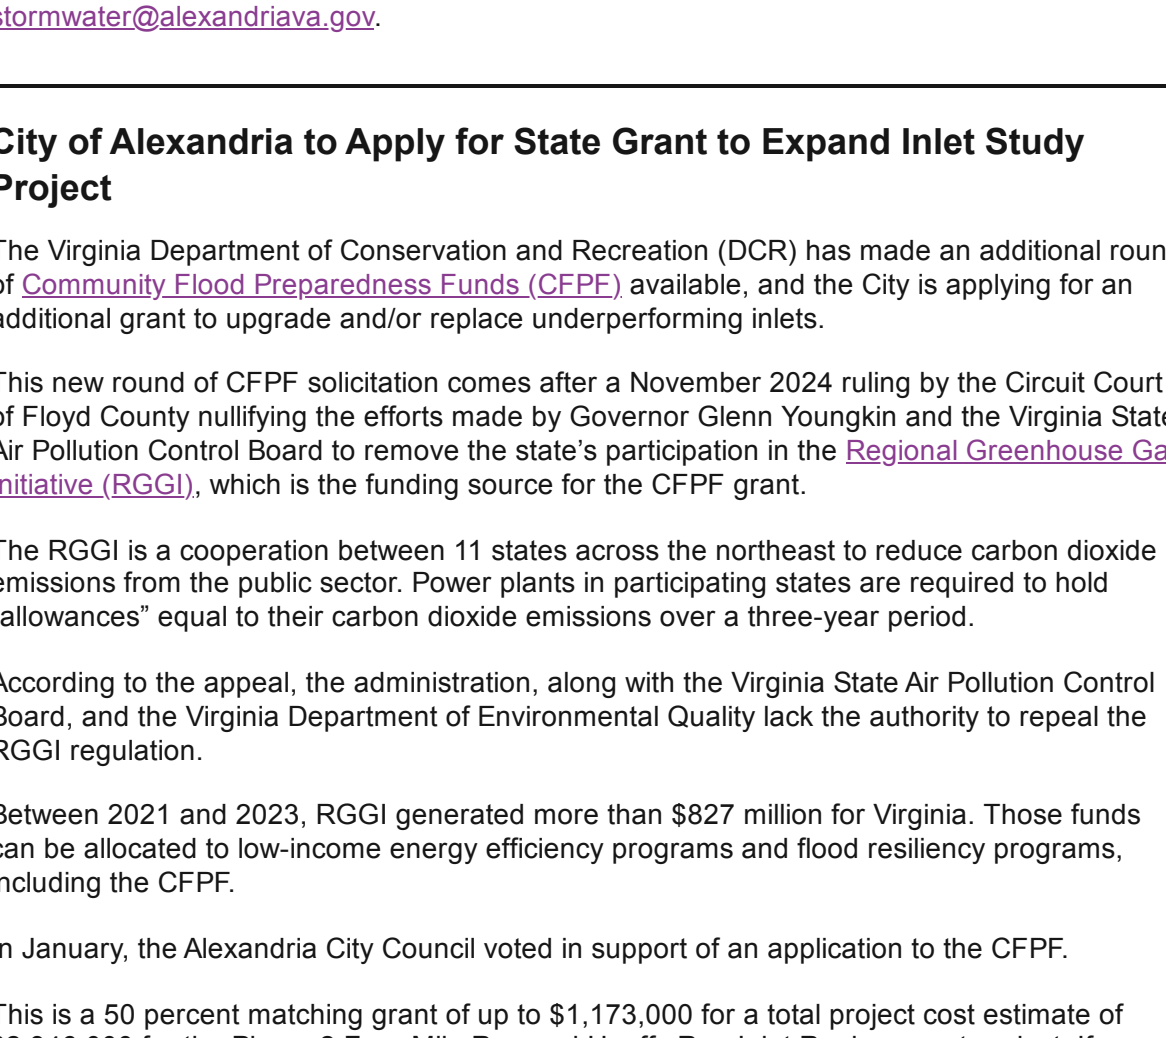 stormwater@alexandriava.gov.
City of Alexandria to Apply for State Grant to Expand Inlet Study
Project
The Virginia Department of Conservation and Recreation (DCR) has made an additional roun
of Community Flood Preparedness Funds (CFPF) available, and the City is applying for an
additional grant to upgrade and/or replace underperforming inlets.
This new round of CFPF solicitation comes after a November 2024 ruling by the Circuit Court
of Floyd County nullifying the efforts made by Governor Glenn Youngkin and the Virginia State
Air Pollution Control Board to remove the state’s participation in the Regional Greenhouse Ga
Initiative (RGGI), which is the funding source for the CFPF grant.
The RGGI is a cooperation between 11 states across the northeast to reduce carbon dioxide
emissions from the public sector. Power plants in participating states are required to hold
allowances” equal to their carbon dioxide emissions over a three-year period.
According to the appeal, the administration, along with the Virginia State Air Pollution Control
Board, and the Virginia Department of Environmental Quality lack the authority to repeal the
RGGI regulation.
Between 2021 and 2023, RGGI generated more than $827 million for Virginia. Those funds
can be allocated to low-income energy efficiency programs and flood resiliency programs,
including the CFPF.
In January, the Alexandria City Council voted in support of an application to the CFPF.
This is a 50 percent matching grant of up to $1,173,000 for a total project cost estimate of